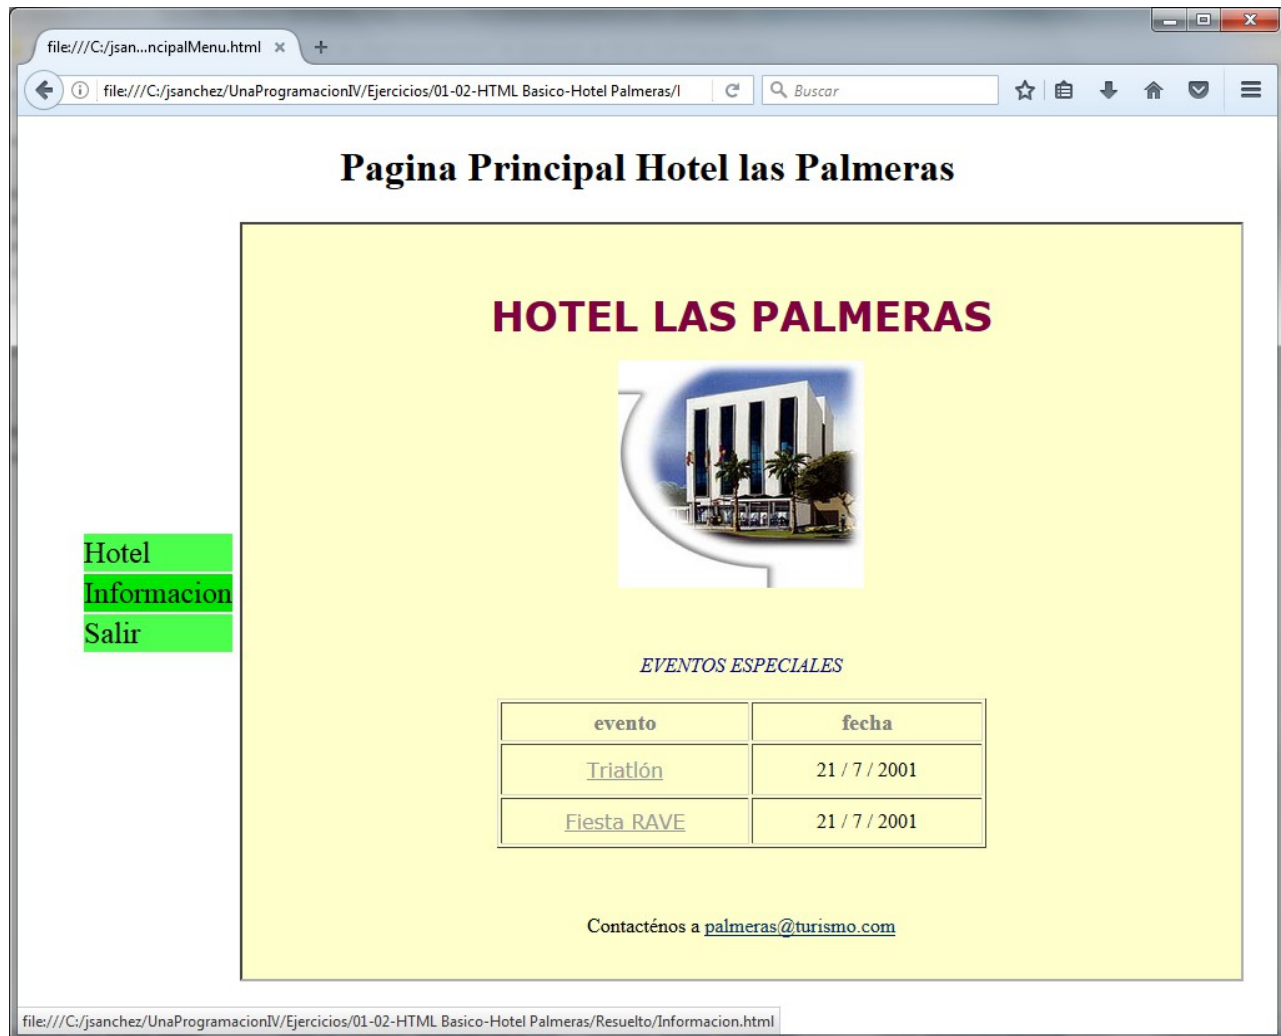 file:///C:/jsan...ncipalMenu.html
file:///C:/jsanchez/UnaProgramacionIV/Ejercicios/01-02-HTML Basico-Hotel Palmeras/I
Buscar
Pagina Principal Hotel las Palmeras
HOTEL LAS PALMERAS
Hotel
Informacion
Salir
EVENTOS ESPECIALES
evento fecha
Triatlón 21 / 7 / 2001
Fiesta RAVE 21 / 7 / 2001
Contacténos a palmeras@turismo.com
file:///C:/jsanchez/UnaProgramacionIV/Ejercicios/01-02-HTML Basico-Hotel Palmeras/Resuelto/Informacion.html